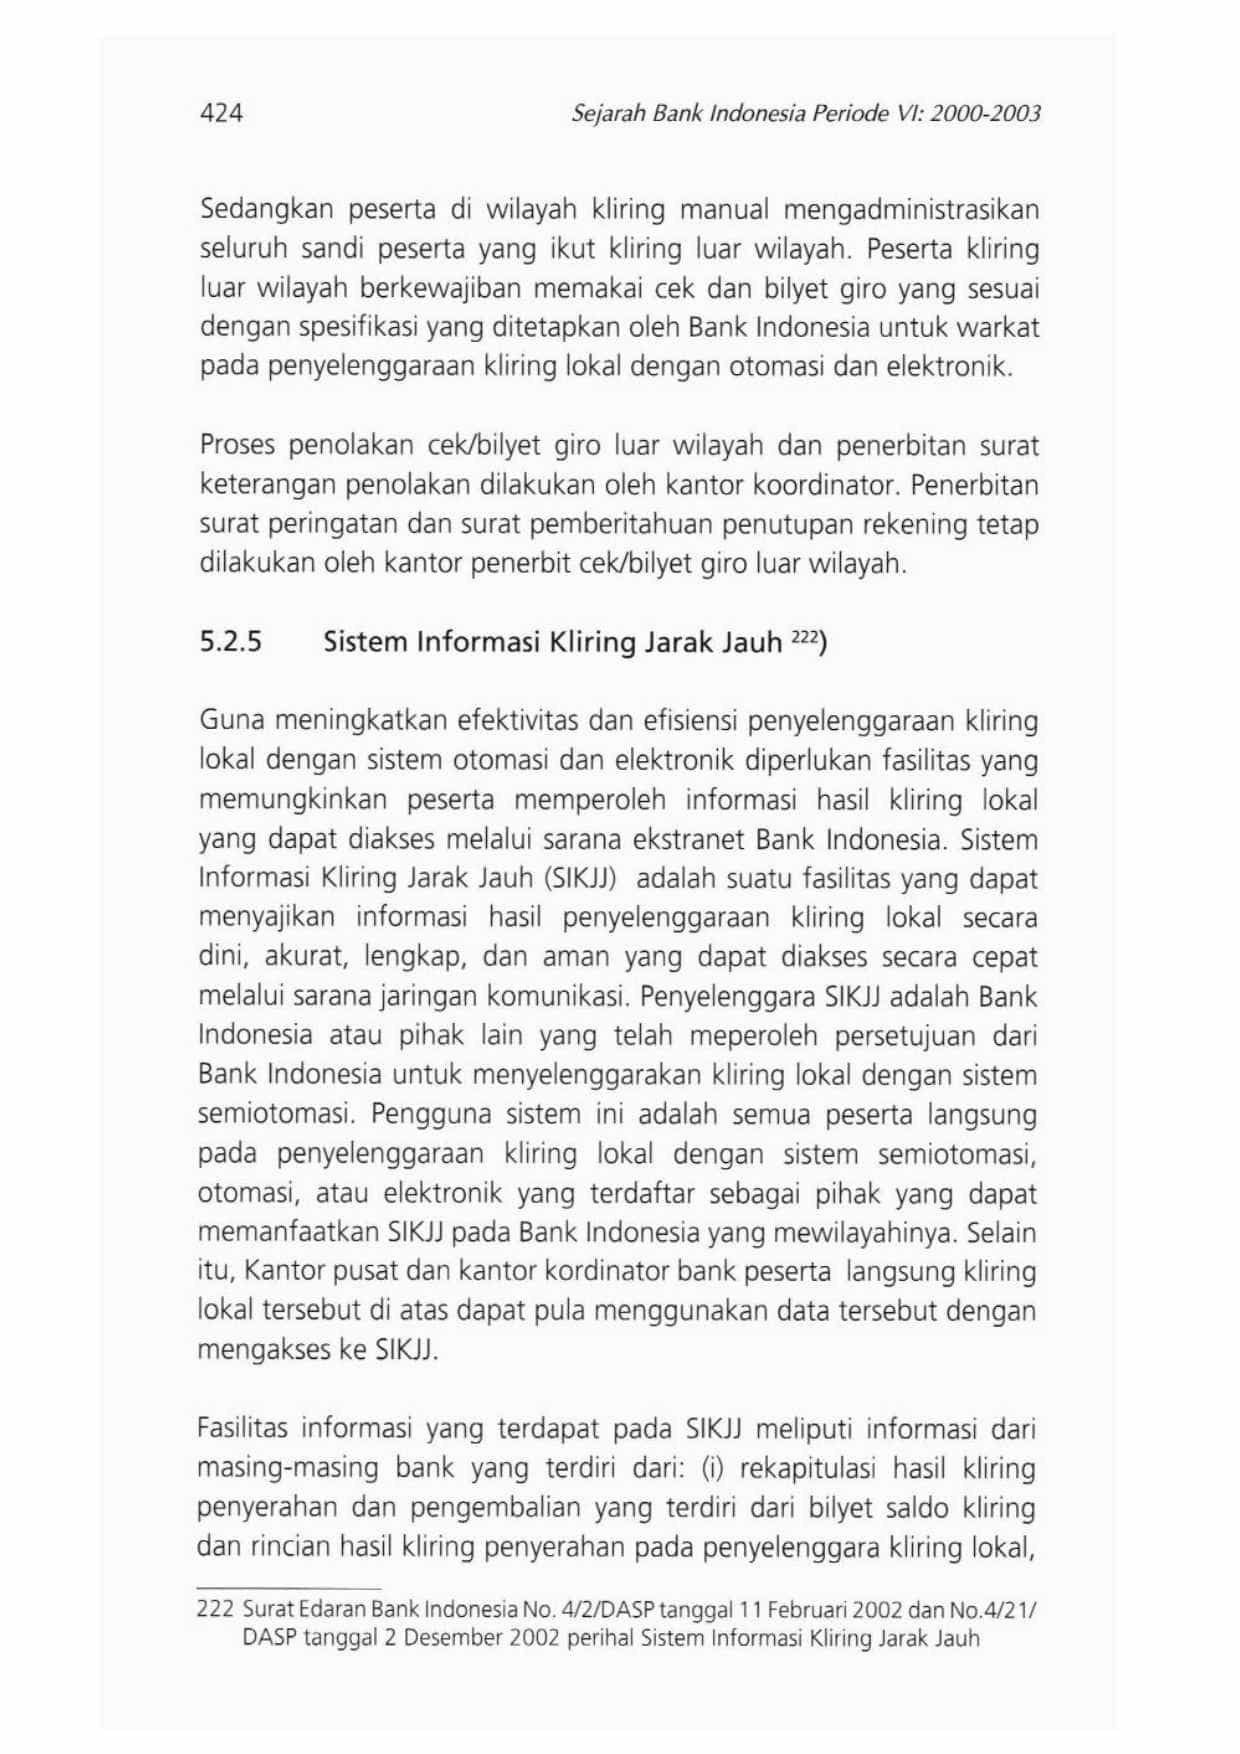 424
Sejarah Bank Indonesia Periode VI: 2000-2003
Sedangkan peserta di wilayah kliring manual mengadministrasikan
seluruh sandi peserta yang ikut kliring luar wilayah. Peserta kliring
luar wilayah berkewajiban memakai cek dan bilyet giro yang sesuai
dengan spesifikasi yang ditetapkan oleh Bank Indonesia untuk warkat
pada penyelenggaraan kliring lokal dengan otomasi dan elektronik.
Proses penolakan cek/bilyet giro luar wilayah dan penerbitan surat
keterangan penolakan dilakukan oleh kantor koordinator. Penerbitan
surat peringatan dan surat pemberitahuan penutupan rekening tetap
dilakukan oleh kantor penerbit cek/bilyet giro luar wilayah.
5.2.5 Sistem Informasi Kliring Jarak Jauh 222)
Guna meningkatkan efektivitas dan efisiensi penyelenggaraan kliring
lokal dengan sistem otomasi dan elektronik diperlukan fasilitas yang
memungkinkan peserta memperoleh informasi hasil kliring lokal
yang dapat diakses melalui sarana ekstranet Bank Indonesia. Sistem
Informasi Kliring Jarak Jauh (SIKJJ) adalah suatu fasilitas yang dapat
menyajikan informasi hasil penyelenggaraan kliring lokal secara
dini, akurat, lengkap, dan aman yang dapat diakses secara cepat
melalui sarana jaringan komunikasi. Penyelenggara SIKJJ adalah Bank
Indonesia atau pihak lain yang telah meperoleh persetujuan dari
Bank Indonesia untuk menyelenggarakan kliring lokal dengan sistem
semiotomasi. Pengguna sistem ini adalah semua peserta langsung
pada penyelenggaraan kliring lokal dengan sistem semiotomasi,
otomasi, atau elektronik yang terdaftar sebagai pihak yang dapat
memanfaatkan SIKJJ pada Bank Indonesia yang mewilayahinya. Selain
itu, Kantor pusat dan kantor kordinator bank peserta langsung kliring
lokal tersebut di atas dapat pula menggunakan data tersebut dengan
mengakses ke SIKJJ.
Fasilitas informasi yang terdapat pada SIKJJ meliputi informasi dari
masing-masing bank yang terdiri dari: (i) rekapitulasi hasil kliring
penyerahan dan pengembalian yang terdiri dari bilyet saldo kliring
dan rincian hasil kliring penyerahan pada penyelenggara kliring lokal,
222 Surat Edaran Bank Indonesia No. 4/2/DASP tanggal 11 Februari 2002 dan No.4/21/
DASP tanggal 2 Desember 2002 perihal Sistem Informasi Kliring Jarak Jauh